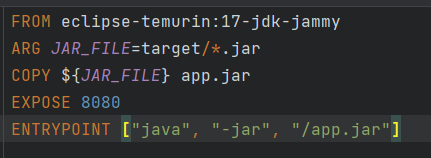 FROM eclipse-temurin:17-jdk-jammy
ARG JAR_FILE=target/*.jar
COPY ${JAR_FILE} app.jar
EXPOSE 8080
ENTRYPOINT ["java", "-jar", "/app.jar"]